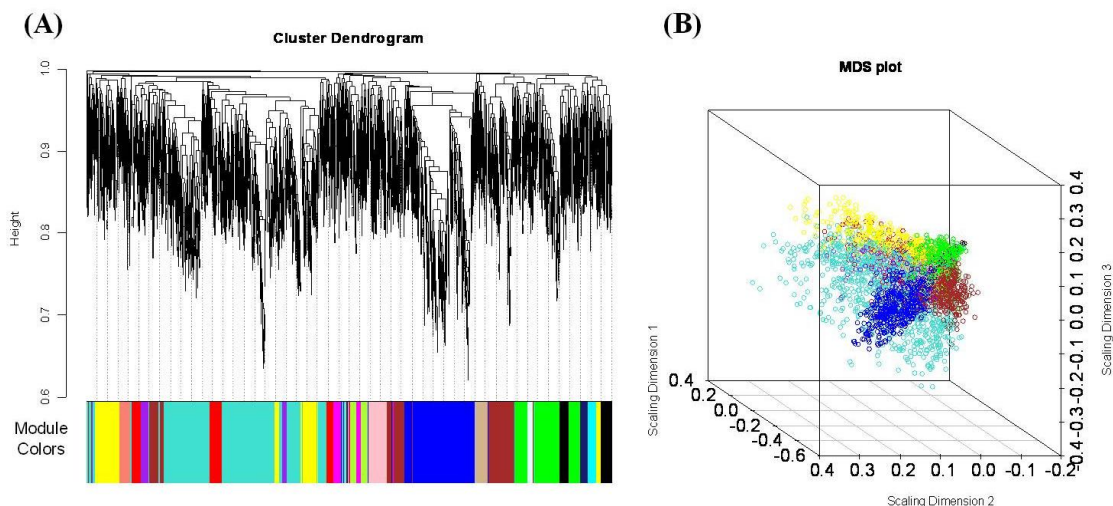 (A)
Cluster Dendrogram
Height
1.0
0.9
0.8
0.7
0.6
Module
Colors
(B)
MDS plot
Scaling Dimension 1
0.4
0.2
0.0
-0.2
-0.4
-0.6
0.4 0.3 0.2 0.1 0.0 -0.1 -0.2
Scaling Dimension 2
0.4
0.3
0.2
0.1
0.0
-0.1
-0.2
-0.3
-0.4
Scaling Dimension 3